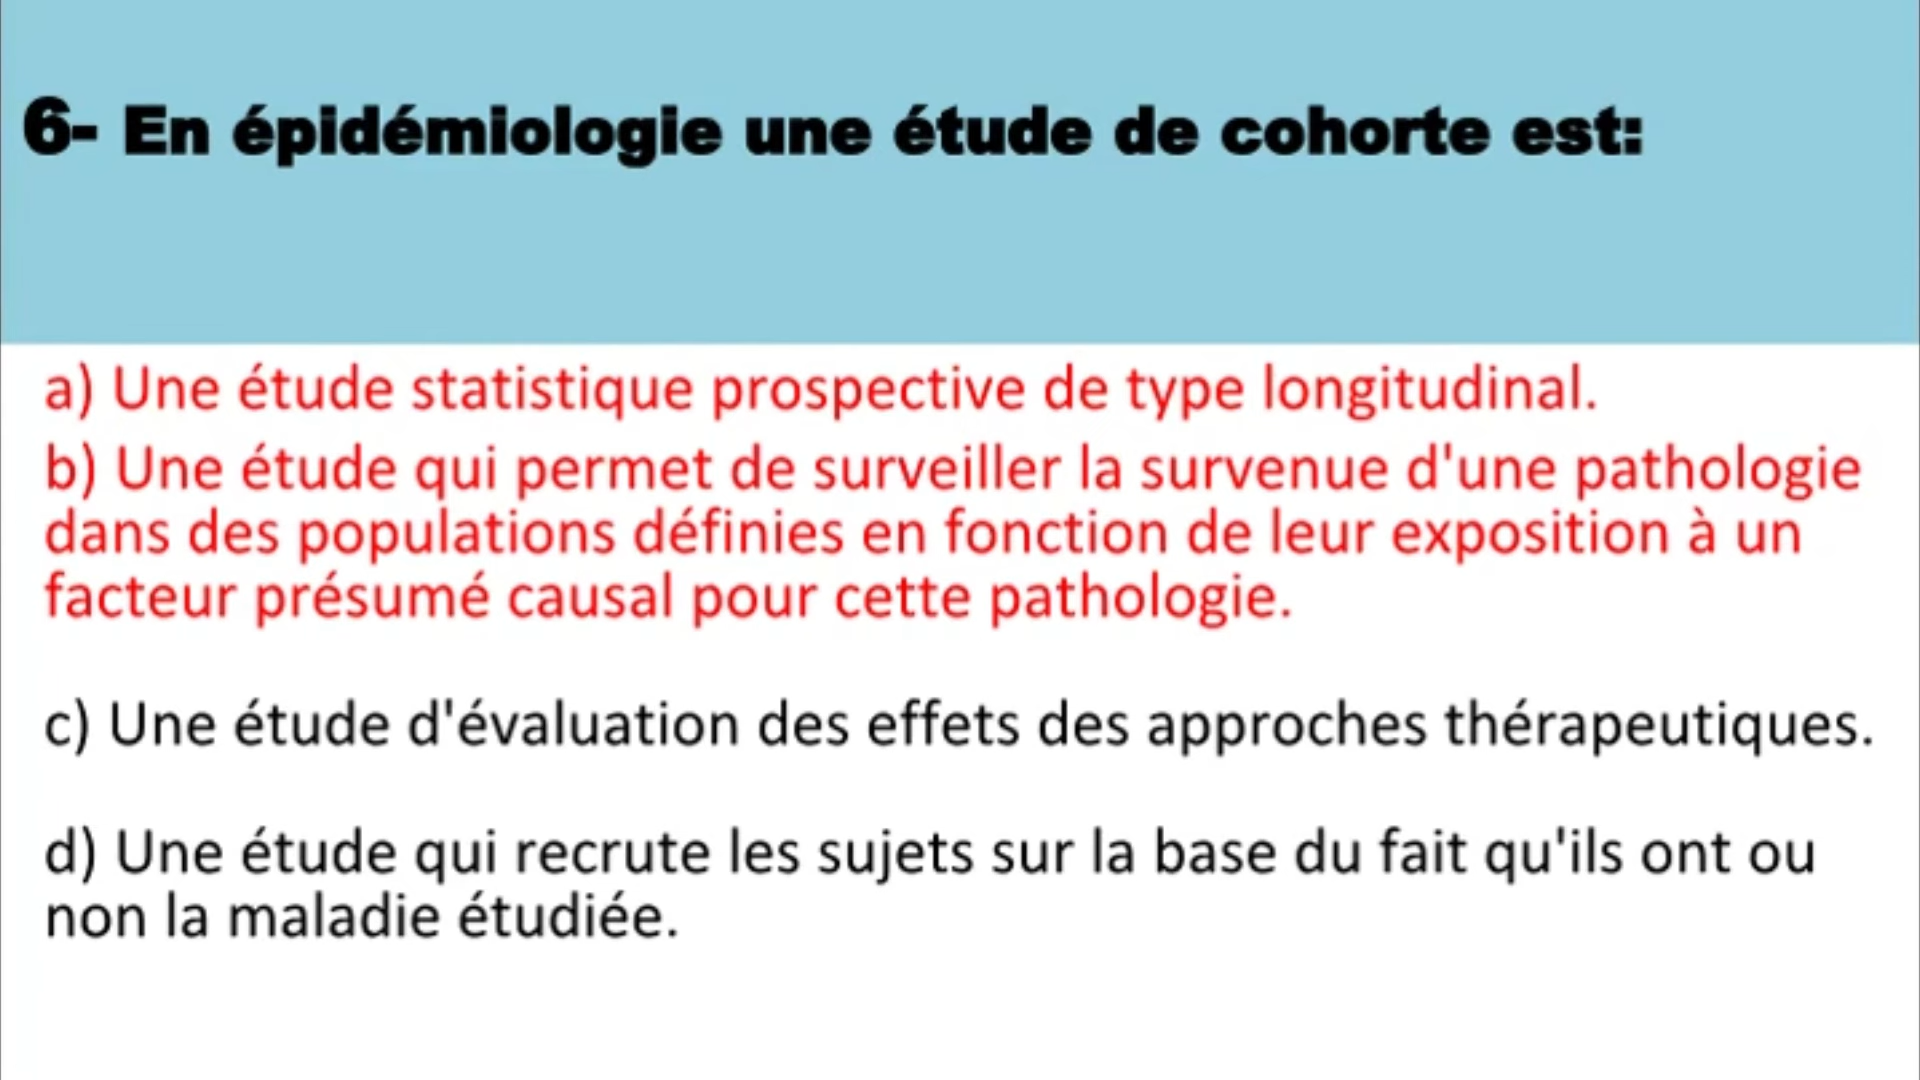 6- En épidémiologie une étude de cohorte est:
a) Une étude statistique prospective de type longitudinal.
b) Une étude qui permet de surveiller la survenue d'une pathologie
dans des populations définies en fonction de leur exposition à un
facteur présumé causal pour cette pathologie.
c) Une étude d'évaluation des effets des approches thérapeutiques.
d) Une étude qui recrute les sujets sur la base du fait qu'ils ont ou
non la maladie étudiée.